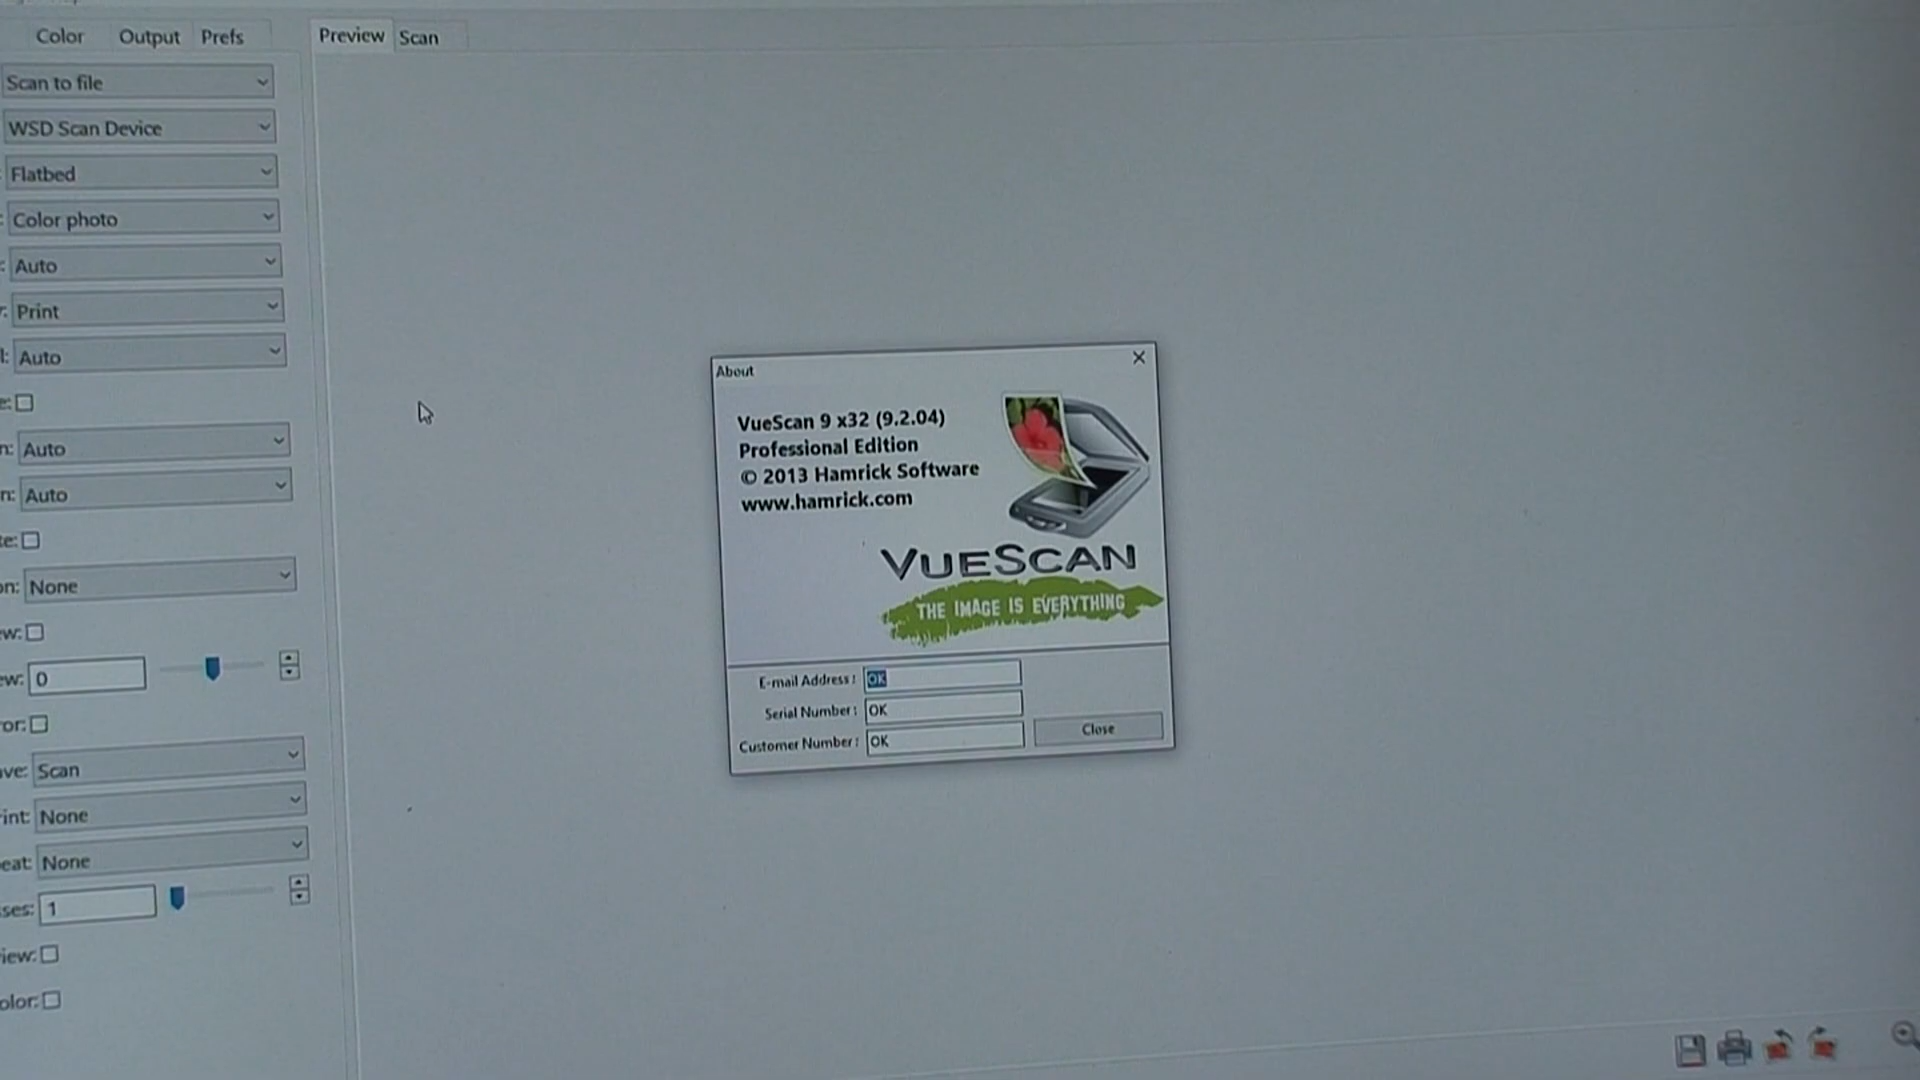 Color Output Prefs
Preview Scan
Scan to file
WSD Scan Device
Flatbed
Color photo
Auto
Print
Auto
Auto
Auto
None
0
Scan
None
None
1
About
VueScan 9 x32 (9.2.04)
Professional Edition
© 2013 Hamrick Software
www.hamrick.com
VUESCAN
THE IMAGE IS EVERYTHING
E-mail Address: OK
Serial Number: OK
Customer Number: OK
Close